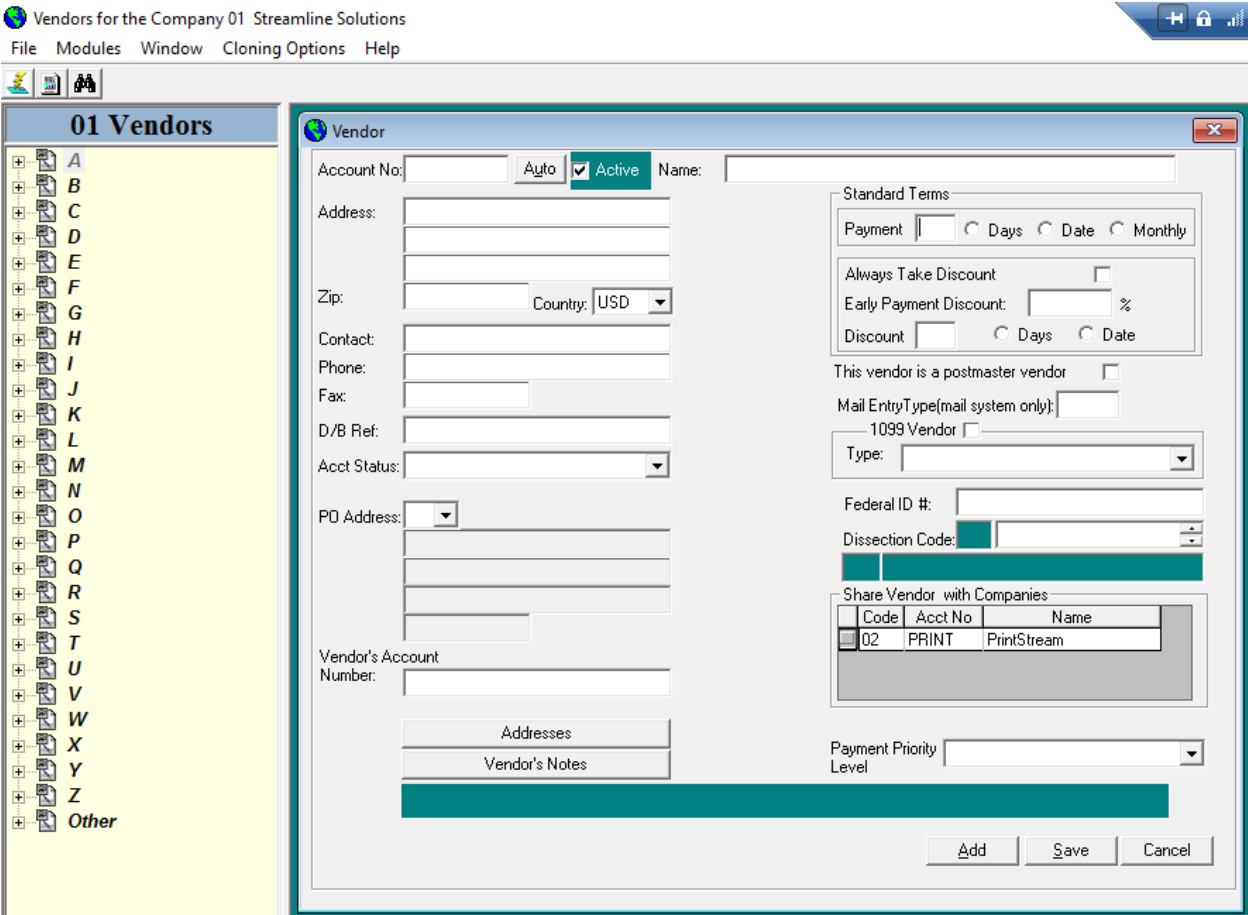 Vendors for the Company 01 Streamline Solutions
File Modules Window Cloning Options Help
01 Vendors
A
B
C
D
E
F
G
H
I
J
K
L
M
N
O
P
Q
R
S
T
U
V
W
X
Y
Z
Other
Vendor
Account No: Auto Active Name:
Address:
Zip: Country: USD
Contact:
Phone:
Fax:
D/B Ref:
Acct Status:
PO Address:
Vendor's Account
Number:
Addresses
Vendor's Notes
Standard Terms
Payment Days Date Monthly
Always Take Discount
Early Payment Discount: %
Discount Days Date
This vendor is a postmaster vendor
Mail EntryType(mail system only):
1099 Vendor
Type:
Federal ID #:
Dissection Code:
Share Vendor with Companies
Code Acct No Name
02 PRINT PrintStream
Payment Priority
Level
Add Save Cancel